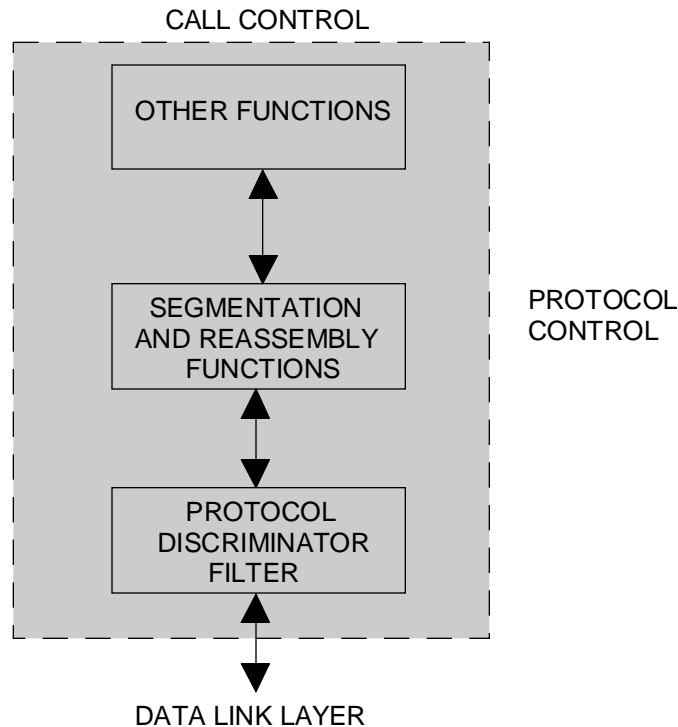 CALL CONTROL
OTHER FUNCTIONS
SEGMENTATION
AND REASSEMBLY
FUNCTIONS
PROTOCOL
CONTROL
PROTOCOL
DISCRIMINATOR
FILTER
DATA LINK LAYER